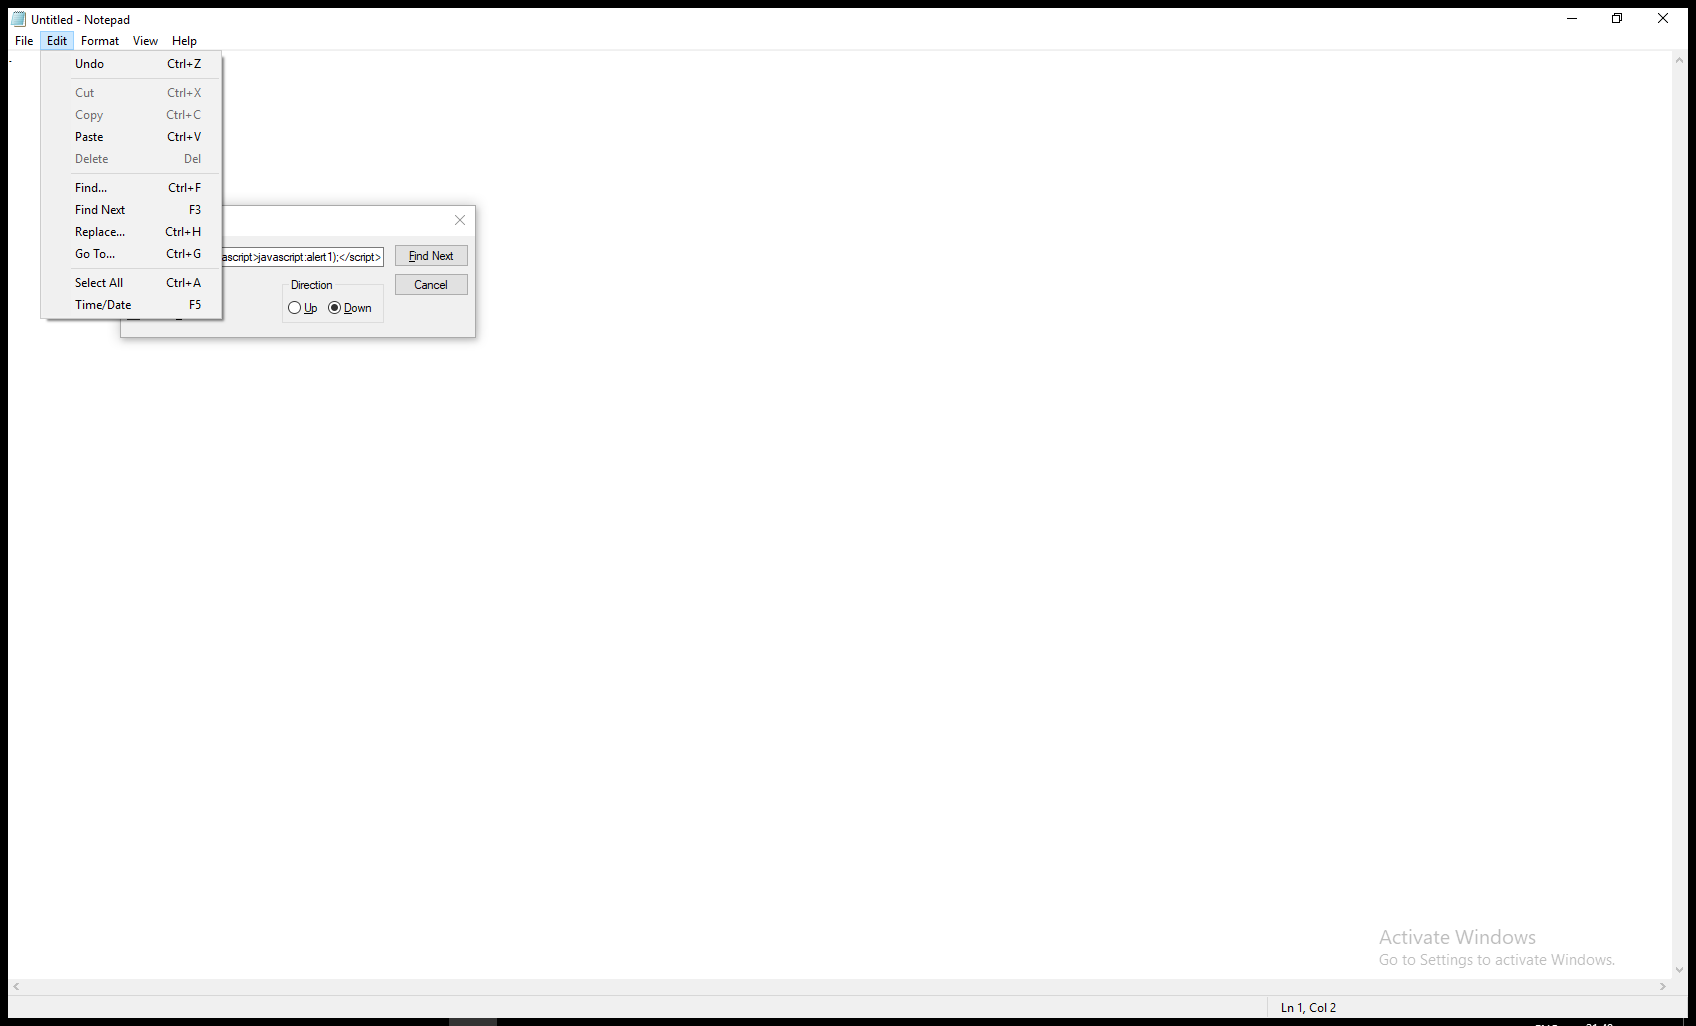 Untitled - Notepad
File Edit Format View Help
-
Undo Ctrl+Z
Cut Ctrl+X
Copy Ctrl+C
Paste Ctrl+V
Delete Del
Find... Ctrl+F
Find Next F3
Replace... Ctrl+H
Go To... Ctrl+G
Select All Ctrl+A
Time/Date F5
ascript>javascript:alert1);</script>
Find Next
Cancel
Direction
Up Down
Activate Windows
Go to Settings to activate Windows.
Ln 1, Col 2